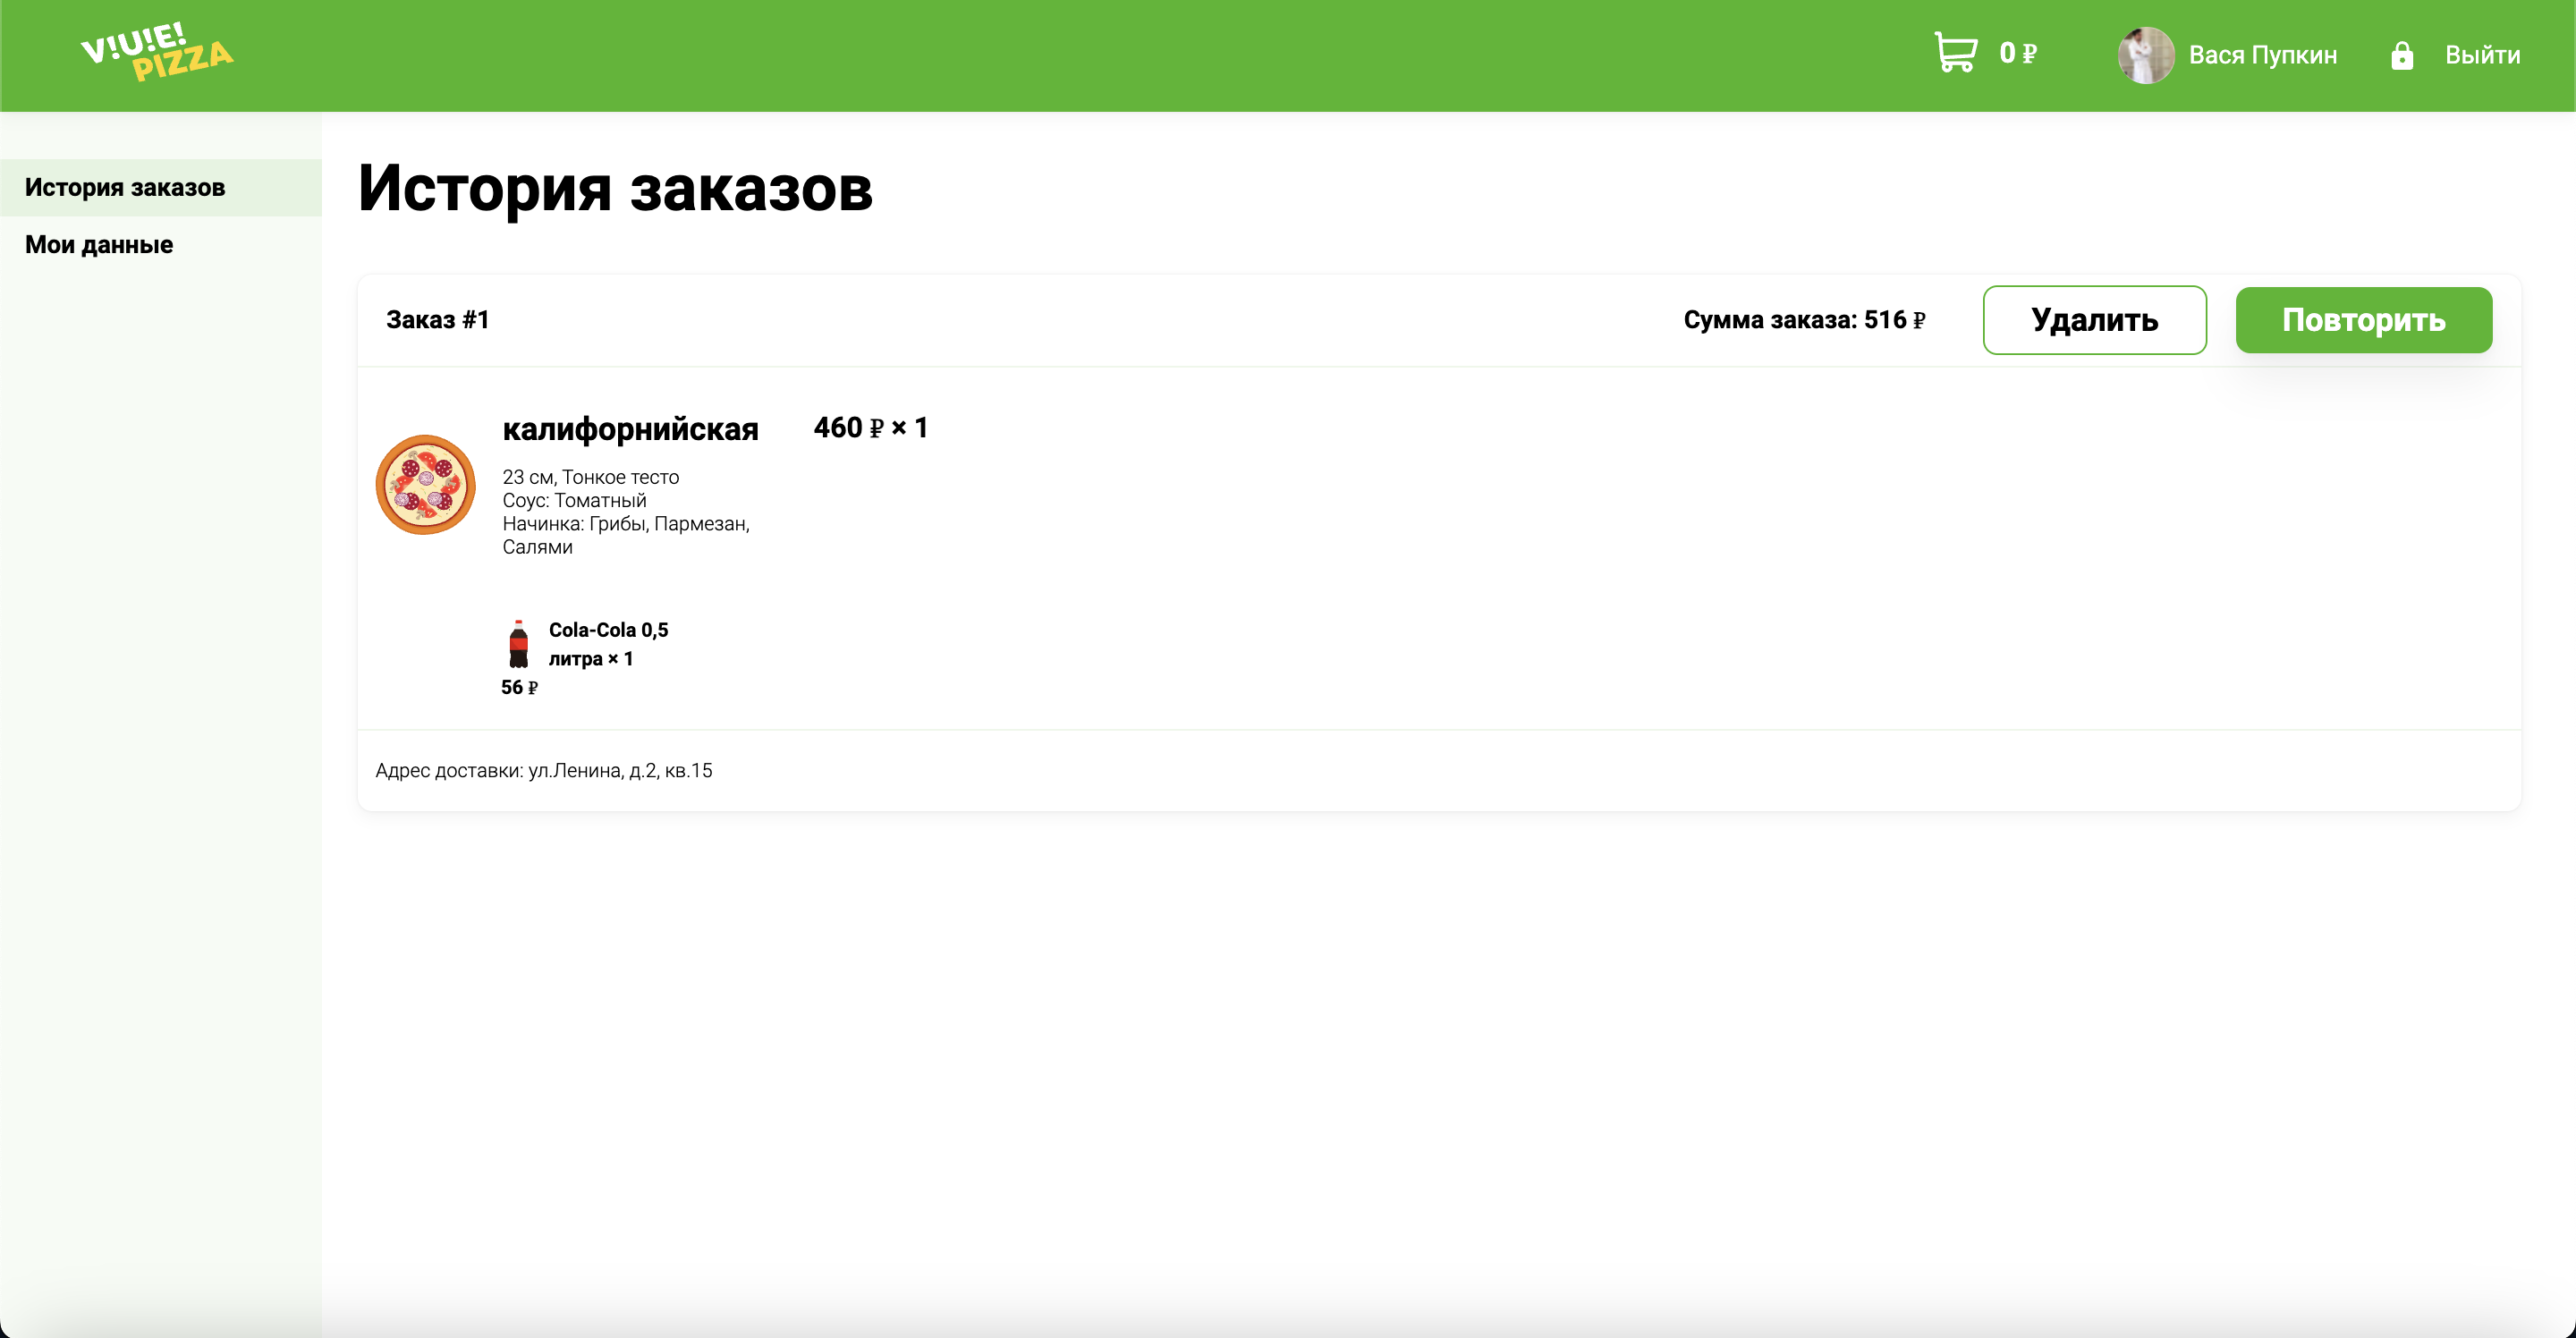 V!U!E!
PIZZA
0 ₽
Вася Пупкин
Выйти
История заказов
Мои данные
История заказов
Заказ #1
Сумма заказа: 516 ₽
Удалить
Повторить
калифорнийская
460 ₽ × 1
23 см, Тонкое тесто
Соус: Томатный
Начинка: Грибы, Пармезан,
Салями
Cola-Cola 0,5
литра × 1
56 ₽
Адрес доставки: ул.Ленина, д.2, кв.15